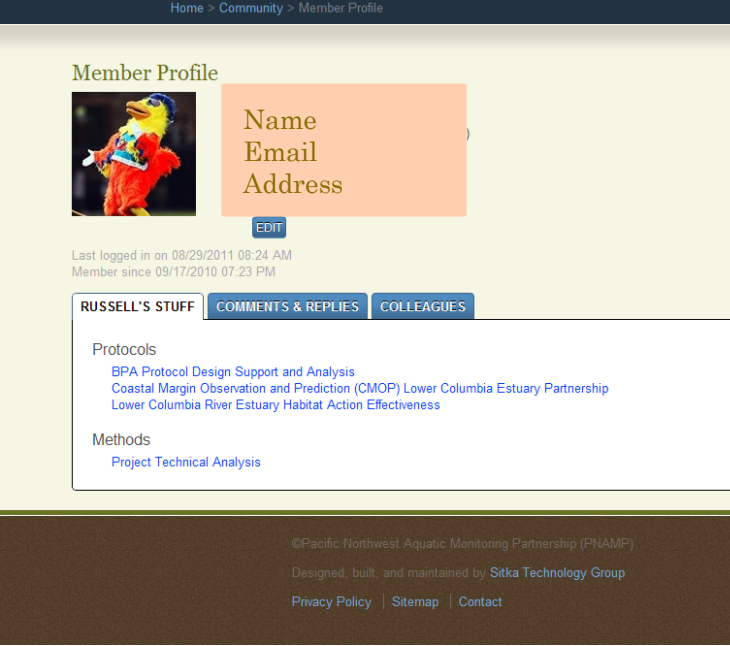 Home > Community > Member Profile
Member Profile
Name
Email
Address
)
EDIT
Last logged in on 08/29/2011 08:24 AM
Member since 09/17/2010 07:23 PM
RUSSELL'S STUFF COMMENTS & REPLIES COLLEAGUES
Protocols
BPA Protocol Design Support and Analysis
Coastal Margin Observation and Prediction (CMOP) Lower Columbia Estuary Partnership
Lower Columbia River Estuary Habitat Action Effectiveness
Methods
Project Technical Analysis
©Pacific Northwest Aquatic Monitoring Partnership (PNAMP)
Designed, built, and maintained by Sitka Technology Group
Privacy Policy | Sitemap | Contact